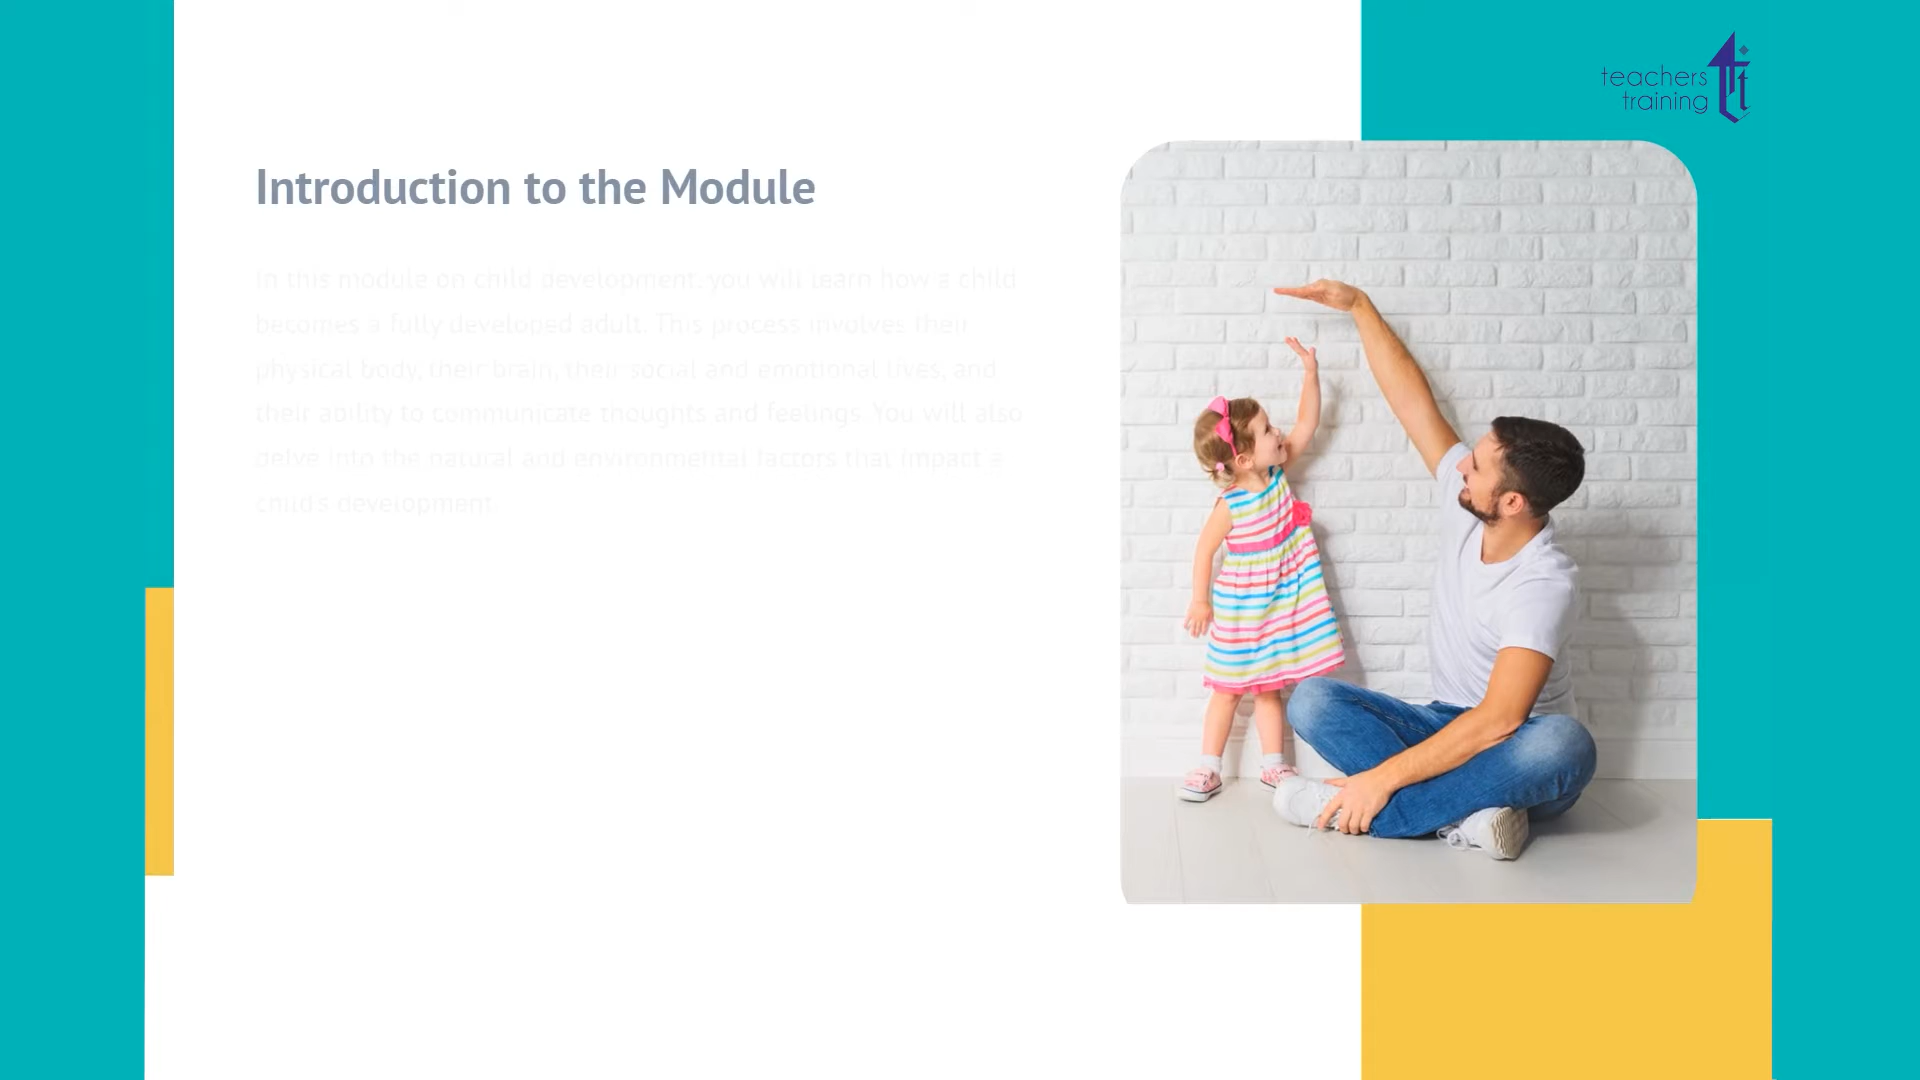 teachers
training
Introduction to the Module
In this module on child development, you will learn how a child
becomes a fully developed adult. This process involves their
physical body, their brain, their social and emotional lives, and
their ability to communicate thoughts and feelings. You will also
delve into the natural and environmental factors that impact a
child's development.